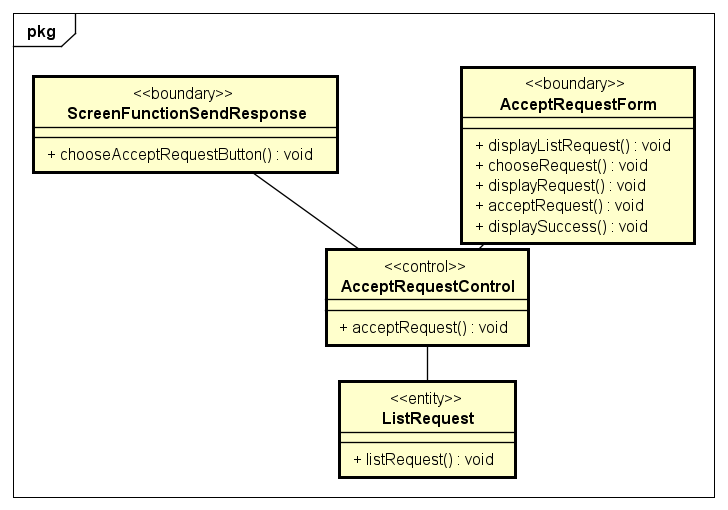 pkg
<<boundary>>
ScreenFunctionSendResponse
+ chooseAcceptRequestButton() : void
<<boundary>>
AcceptRequestForm
+ displayListRequest() : void
+ chooseRequest() : void
+ displayRequest() : void
+ acceptRequest() : void
+ displaySuccess() : void
<<control>>
AcceptRequestControl
+ acceptRequest() : void
<<entity>>
ListRequest
+ listRequest() : void